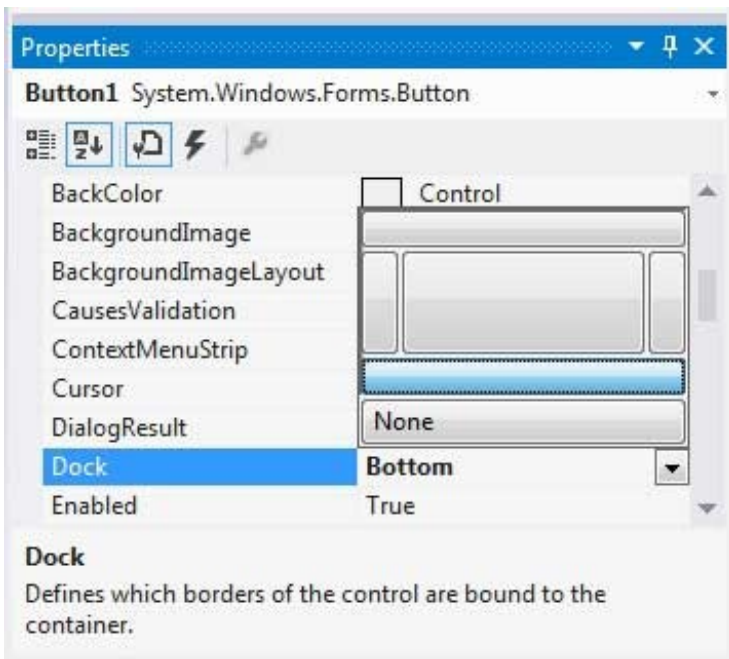 Properties
Button1 System.Windows.Forms.Button
BackColor Control
BackgroundImage
BackgroundImageLayout
CausesValidation
ContextMenuStrip
Cursor
DialogResult None
Dock Bottom
Enabled True
Dock
Defines which borders of the control are bound to the
container.